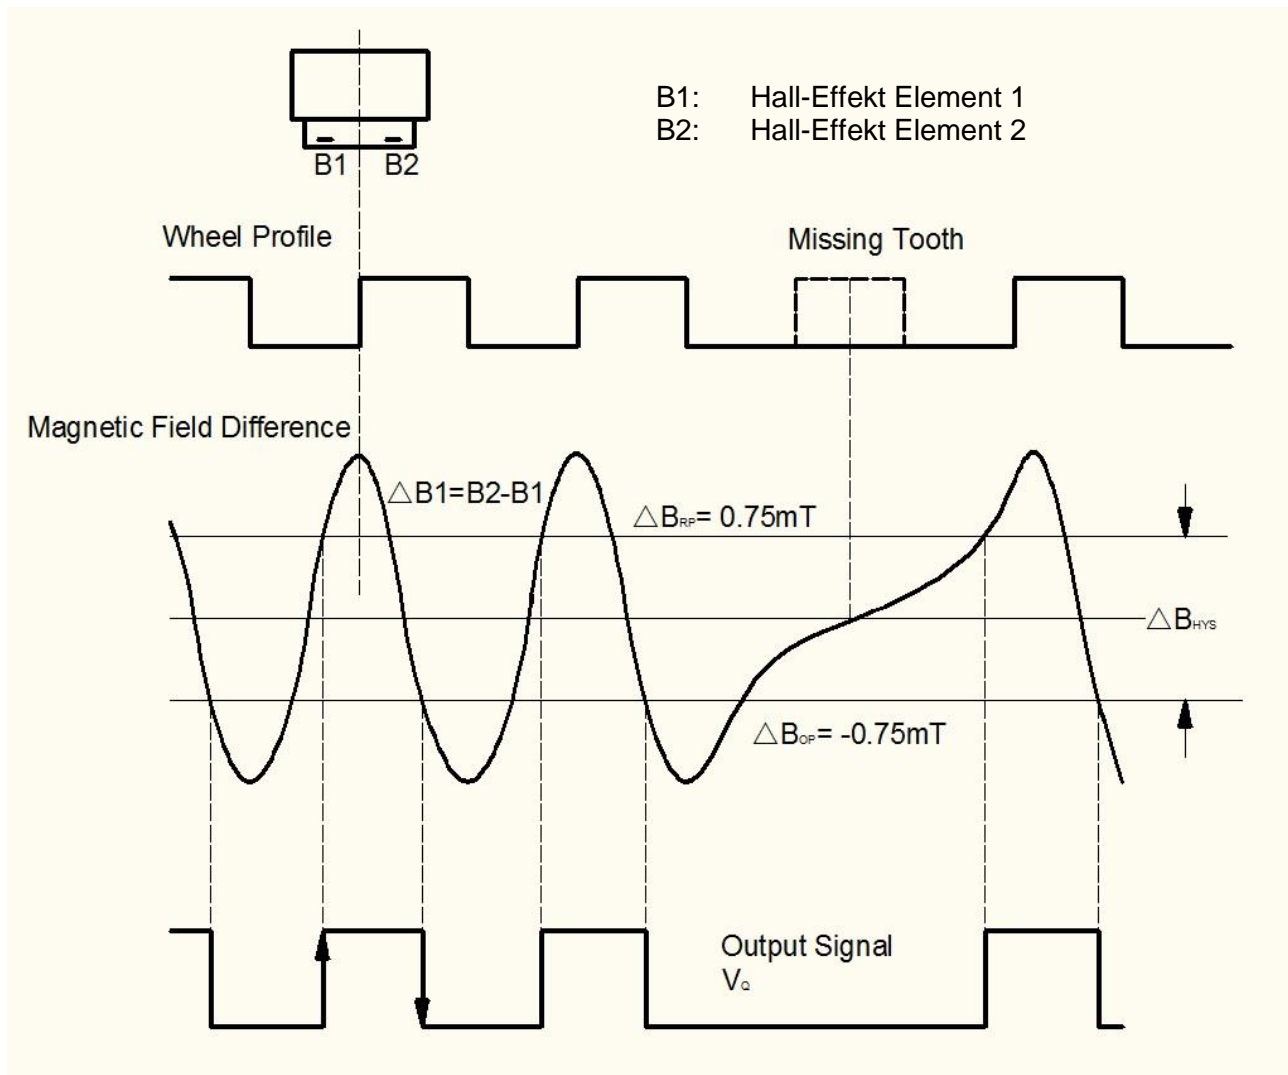 B1: Hall-Effekt Element 1
B2: Hall-Effekt Element 2
B1 B2
Wheel Profile
Missing Tooth
Magnetic Field Difference
△B1=B2-B1
△BRP= 0.75mT
△BHYS
△BOP= -0.75mT
Output Signal
VQ